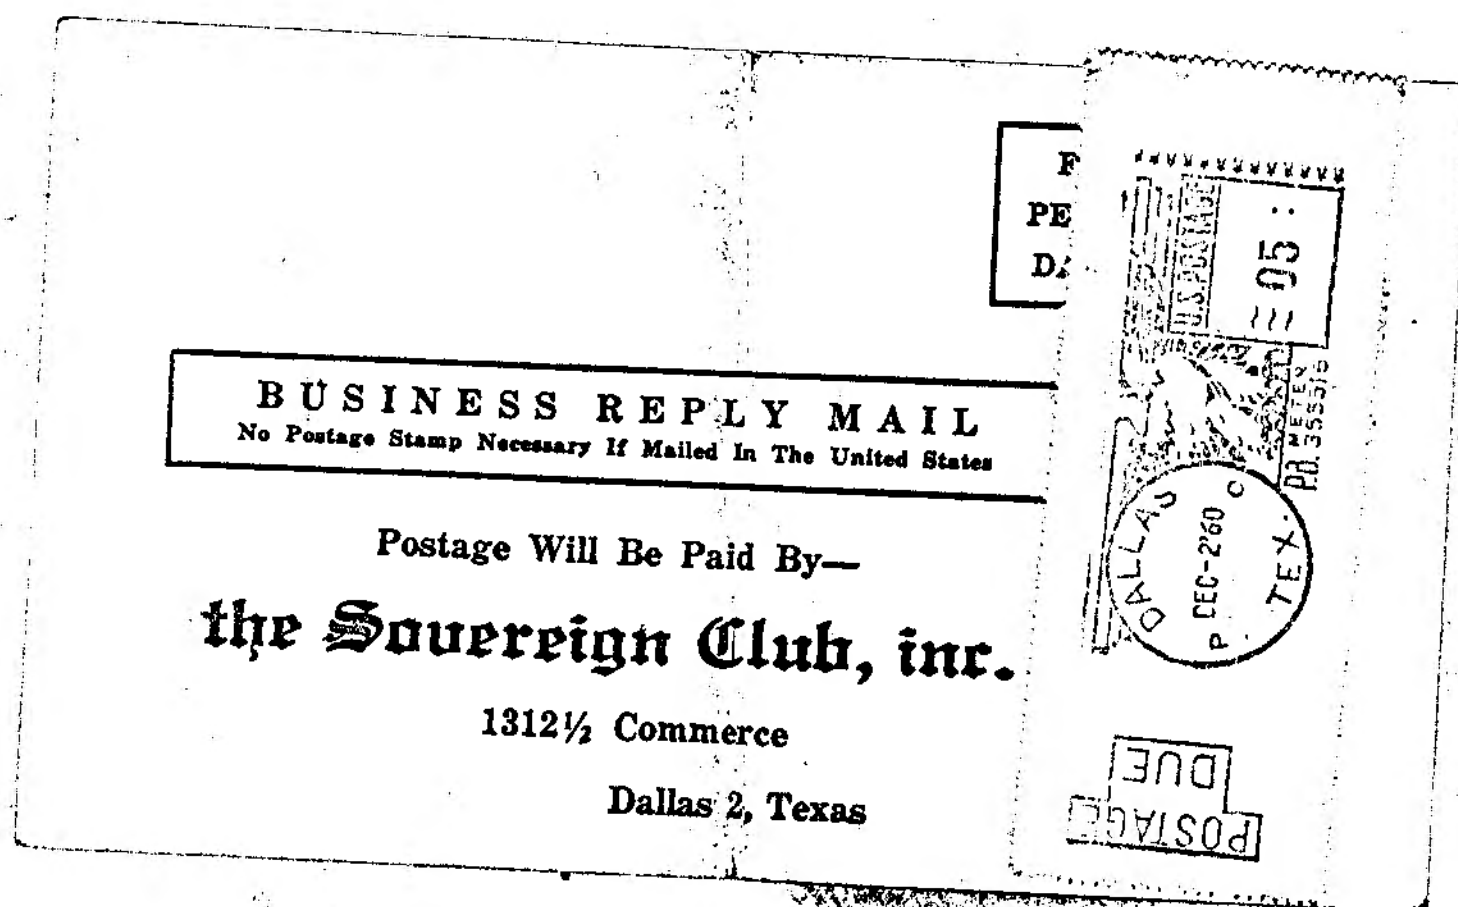 F
PE
DA
BUSINESS REPLY MAIL
No Postage Stamp Necessary If Mailed In The United States
Postage Will Be Paid By—
the Sovereign Club, inc.
1312½ Commerce
Dallas 2, Texas
U.S. POSTAGE
05
P.B. METER
DALLAS
TEX.
DEC-2'60
P
POSTAGE
DUE